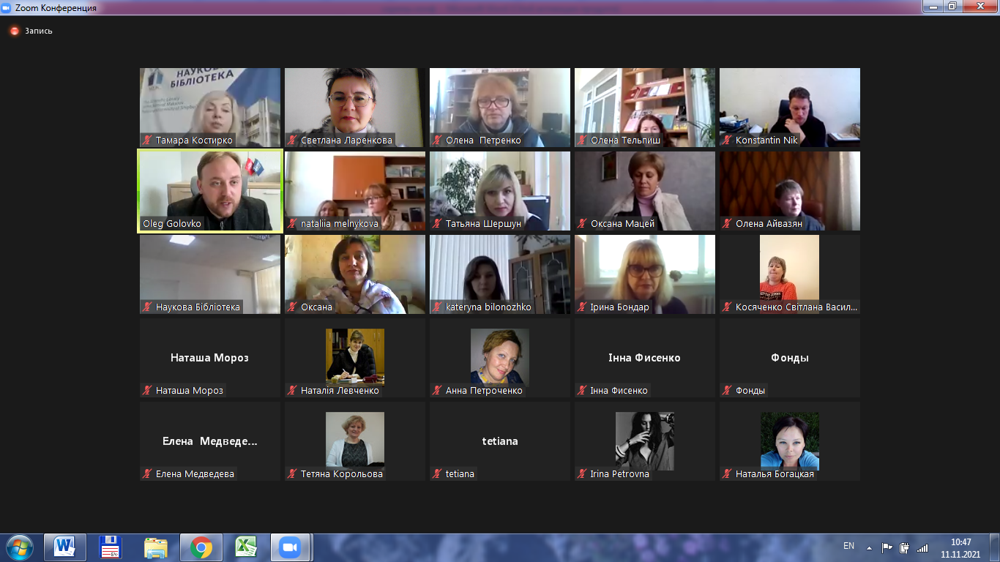 Zoom Конференция
Запись
НАУКОВА
БІБЛІОТЕКА
Тамара Костирко
Светлана Ларенкова
Олена Петренко
Олена Тельпиш
Konstantin Nik
Oleg Golovko
nataliia melnykova
Татьяна Шершун
Оксана Мацей
Олена Айвазян
Наукова Бібліотека
Оксана
kateryna bilonozhko
Ірина Бондар
Косяченко Світлана Васил...
Наташа Мороз
Інна Фисенко
Фонды
Наташа Мороз
Наталія Левченко
Анна Петроченко
Інна Фисенко
Фонды
Елена Медведе...
tetiana
Елена Медведева
Тетяна Корольова
tetiana
Irina Petrovna
Наталья Богацкая
EN
10:47
11.11.2021